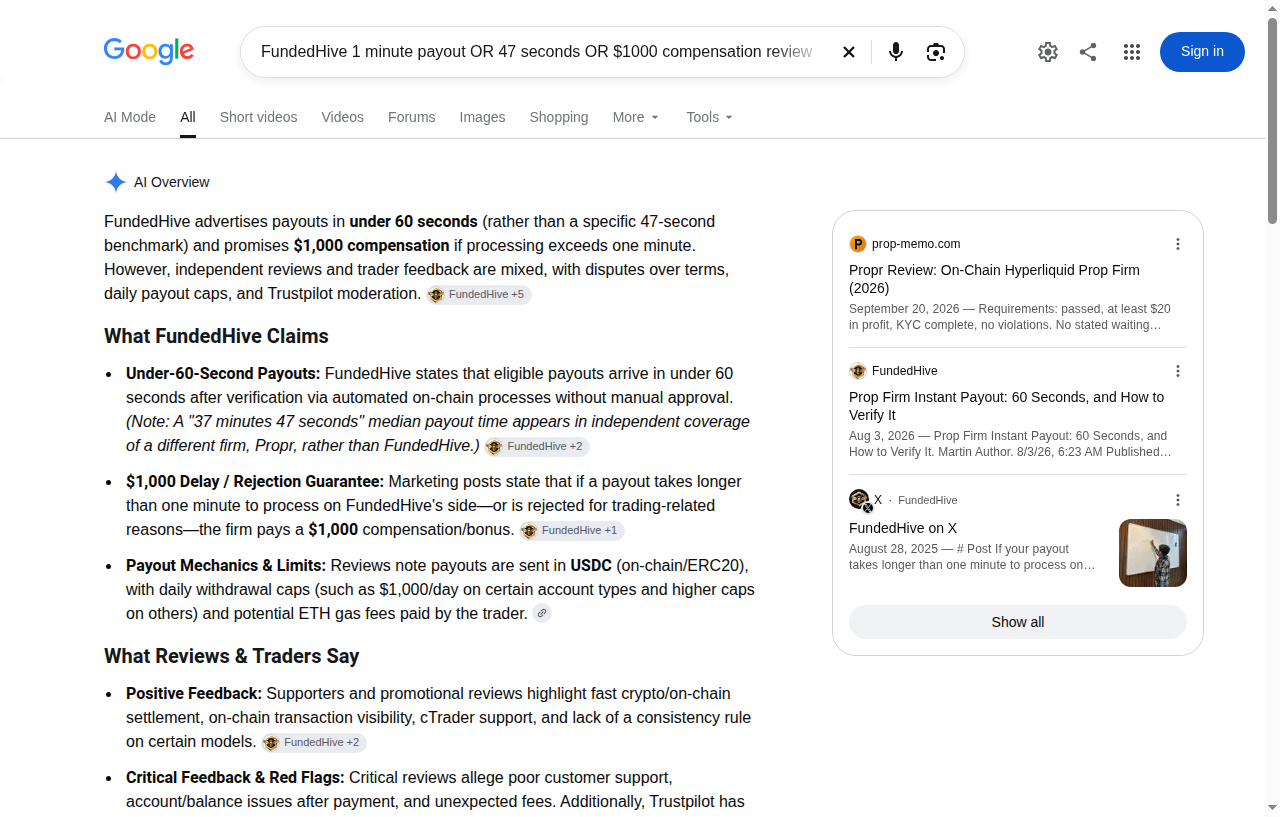 Google
FundedHive 1 minute payout OR 47 seconds OR $1000 compensation review
Sign in
AI Mode
All
Short videos
Videos
Forums
Images
Shopping
More
Tools
AI Overview
FundedHive advertises payouts in under 60 seconds (rather than a specific 47-second
benchmark) and promises $1,000 compensation if processing exceeds one minute.
However, independent reviews and trader feedback are mixed, with disputes over terms,
daily payout caps, and Trustpilot moderation. FundedHive +5
What FundedHive Claims
• Under-60-Second Payouts: FundedHive states that eligible payouts arrive in under 60
seconds after verification via automated on-chain processes without manual approval.
(Note: A "37 minutes 47 seconds" median payout time appears in independent coverage
of a different firm, Propr, rather than FundedHive.) FundedHive +2
• $1,000 Delay / Rejection Guarantee: Marketing posts state that if a payout takes longer
than one minute to process on FundedHive's side—or is rejected for trading-related
reasons—the firm pays a $1,000 compensation/bonus. FundedHive +1
• Payout Mechanics & Limits: Reviews note payouts are sent in USDC (on-chain/ERC20),
with daily withdrawal caps (such as $1,000/day on certain account types and higher caps
on others) and potential ETH gas fees paid by the trader.
What Reviews & Traders Say
• Positive Feedback: Supporters and promotional reviews highlight fast crypto/on-chain
settlement, on-chain transaction visibility, cTrader support, and lack of a consistency rule
on certain models. FundedHive +2
• Critical Feedback & Red Flags: Critical reviews allege poor customer support,
account/balance issues after payment, and unexpected fees. Additionally, Trustpilot has
prop-memo.com
Propr Review: On-Chain Hyperliquid Prop Firm
(2026)
September 20, 2026 — Requirements: passed, at least $20
in profit, KYC complete, no violations. No stated waiting…
FundedHive
Prop Firm Instant Payout: 60 Seconds, and How to
Verify It
Aug 3, 2026 — Prop Firm Instant Payout: 60 Seconds, and
How to Verify It. Martin Author. 8/3/26, 6:23 AM Published…
X · FundedHive
FundedHive on X
August 28, 2025 — # Post If your payout
takes longer than one minute to process on…
Show all